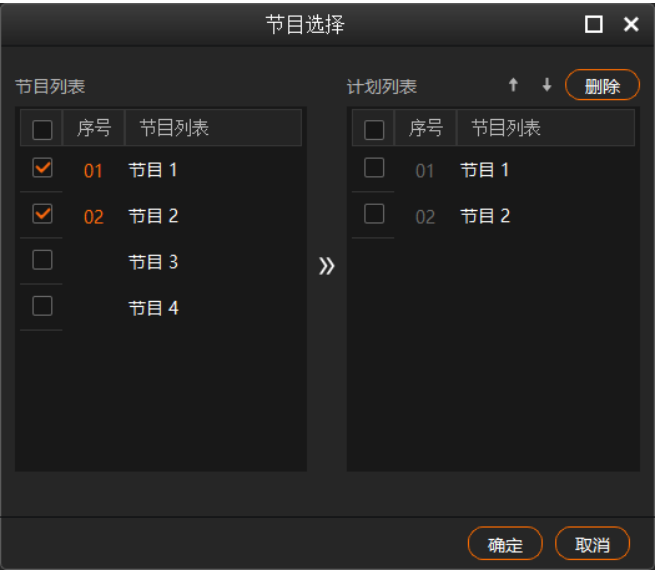 节目选择
节目列表
计划列表
删除
序号 节目列表
01 节目 1
02 节目 2
节目 3
节目 4
序号 节目列表
01 节目 1
02 节目 2
确定
取消